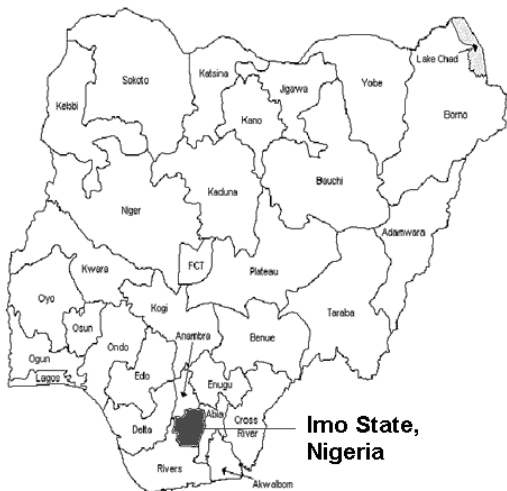 Lake Chad
Sokoto
Katsina
Jigawa
Yobe
Borno
Kebbi
Kano
Kaduna
Bauchi
Niger
Adamwara
FCT
Plateau
Kwara
Oyo
Kogi
Taraba
Osun
Anambra
Benue
Ondo
Ogun
Edo
Enugu
Lagos
Abia
Cross
River
Delta
Imo State,
Nigeria
Rivers
Akwaibom